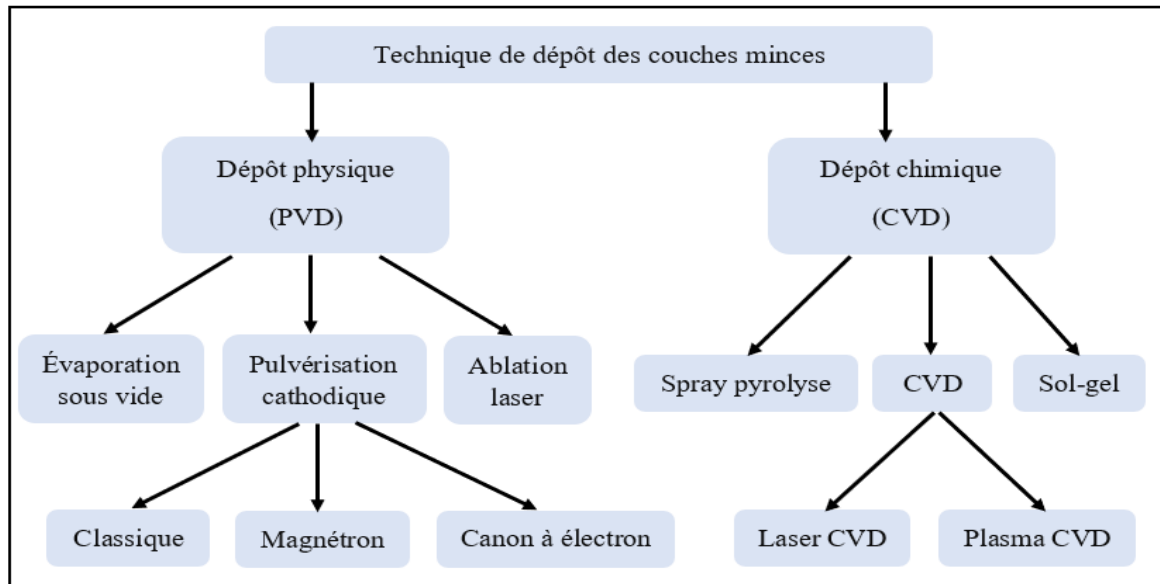 Technique de dépôt des couches minces
Dépôt physique
(PVD)
Dépôt chimique
(CVD)
Évaporation
sous vide
Pulvérisation
cathodique
Ablation
laser
Spray pyrolyse
CVD
Sol-gel
Classique
Magnétron
Canon à électron
Laser CVD
Plasma CVD